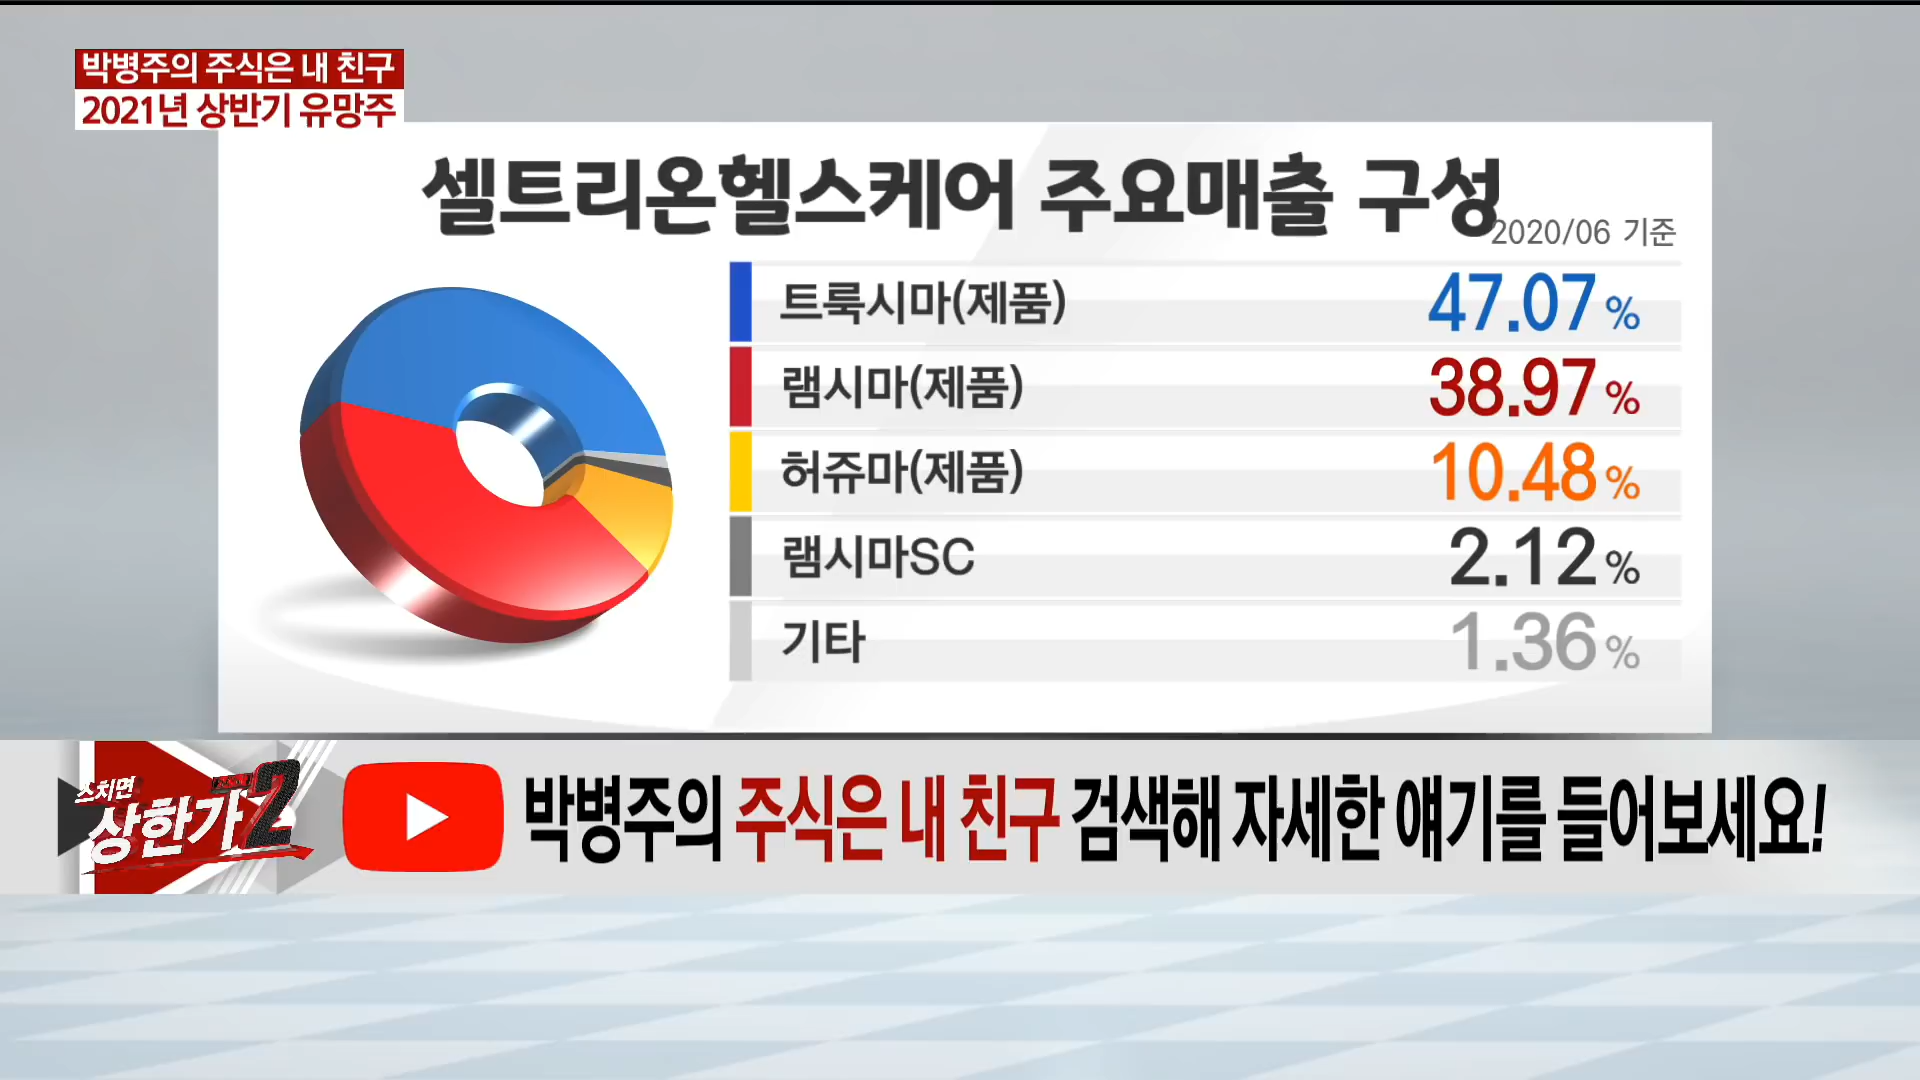 박병주의 주식은 내 친구
2021년 상반기 유망주
셀트리온헬스케어 주요매출 구성
2020/06 기준
트룩시마(제품) 47.07%
램시마(제품) 38.97%
허쥬마(제품) 10.48%
램시마SC 2.12%
기타 1.36%
스치면
상한가2
박병주의 주식은 내 친구 검색해 자세한 얘기를 들어보세요!